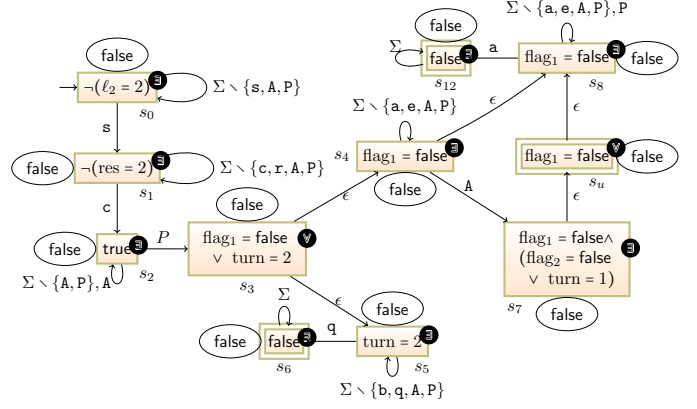 Σ ∖ {a, e, A, P}, P
false
false
Σ
false
∃
a
flag₁ = false
∃
false
s₁₂
s₈
¬(ℓ₂ = 2)
∃
Σ ∖ {s, A, P}
s₀
s
Σ ∖ {a, e, A, P}
ϵ
ϵ
false
¬(res = 2)
∃
Σ ∖ {c, r, A, P}
s₁
s₄
flag₁ = false
∃
flag₁ = false
∀
false
sᵤ
c
false
ϵ
A
ϵ
false
false
true
∃
P
s₂
Σ ∖ {A, P}, A
flag₁ = false
∨ turn = 2
∀
s₃
flag₁ = false∧
(flag₂ = false
∨ turn = 1)
∃
s₇
false
Σ
ϵ
false
false
false
∃
q
turn = 2
∃
s₆
s₅
Σ ∖ {b, q, A, P}